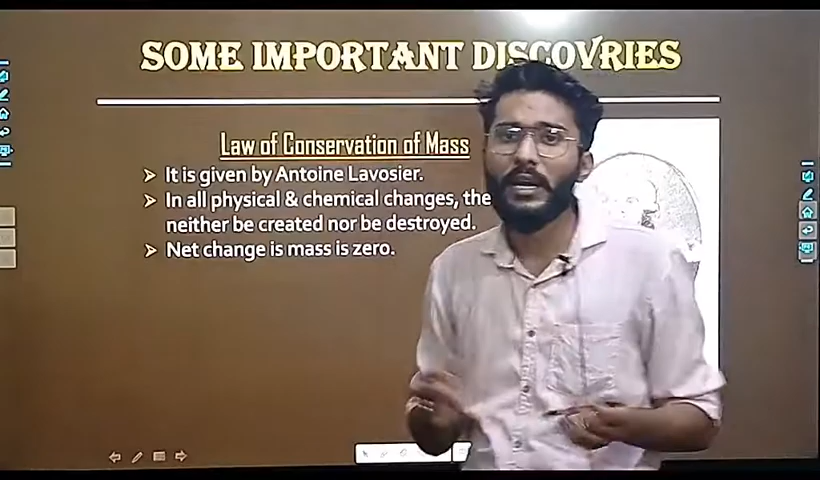 SOME IMPORTANT DISCOVRIES
Law of Conservation of Mass
➢ It is given by Antoine Lavosier.
➢ In all physical & chemical changes, the
neither be created nor be destroyed.
➢ Net change is mass is zero.